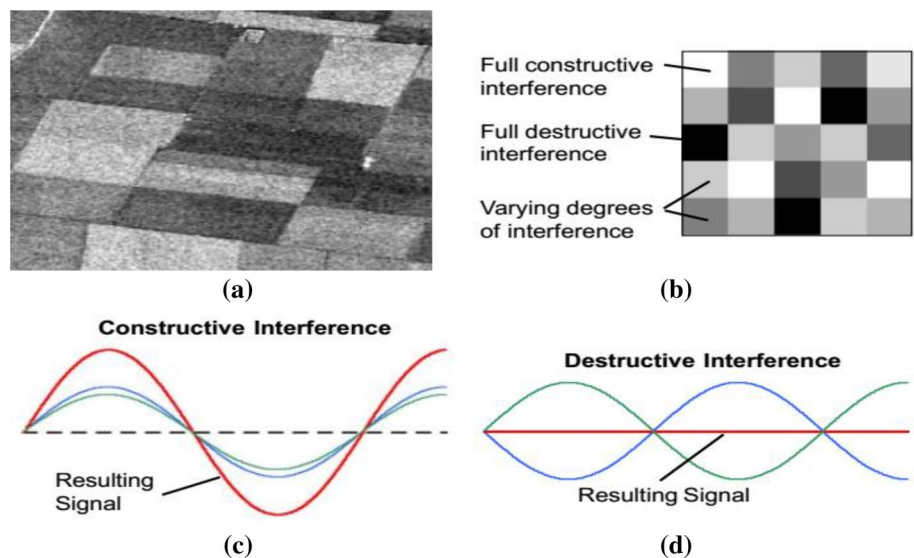 Full constructive
interference
Full destructive
interference
Varying degrees
of interference
(a)
(b)
Constructive Interference
Resulting
Signal
(c)
Destructive Interference
Resulting Signal
(d)